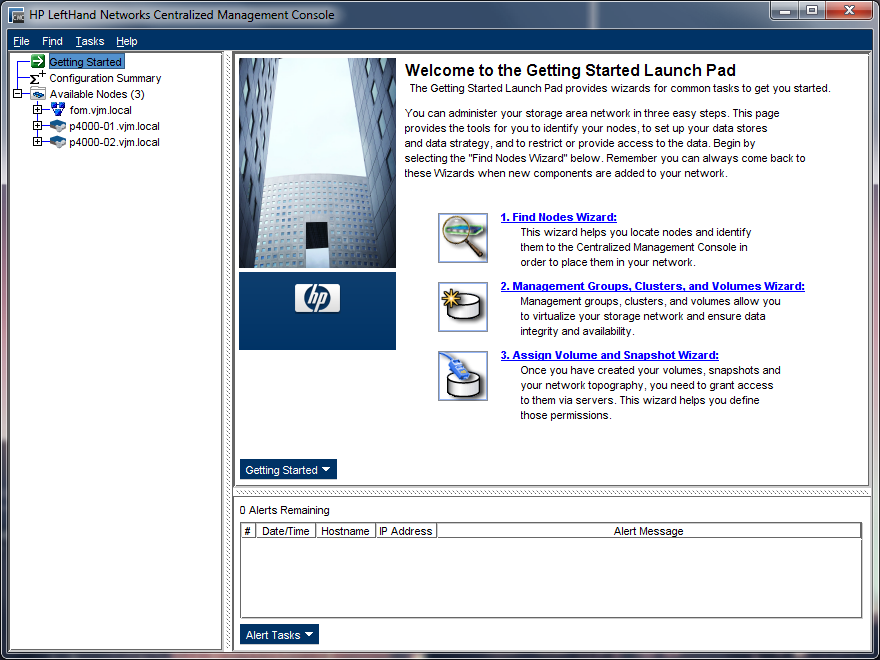 HP LeftHand Networks Centralized Management Console
File Find Tasks Help
Getting Started
Configuration Summary
Available Nodes (3)
fom.vjm.local
p4000-01.vjm.local
p4000-02.vjm.local
hp
Welcome to the Getting Started Launch Pad
The Getting Started Launch Pad provides wizards for common tasks to get you started.
You can administer your storage area network in three easy steps. This page
provides the tools for you to identify your nodes, to set up your data stores
and data strategy, and to restrict or provide access to the data. Begin by
selecting the "Find Nodes Wizard" below. Remember you can always come back to
these Wizards when new components are added to your network.
1. Find Nodes Wizard:
This wizard helps you locate nodes and identify
them to the Centralized Management Console in
order to place them in your network.
2. Management Groups, Clusters, and Volumes Wizard:
Management groups, clusters, and volumes allow you
to virtualize your storage network and ensure data
integrity and availability.
3. Assign Volume and Snapshot Wizard:
Once you have created your volumes, snapshots and
your network topography, you need to grant access
to them via servers. This wizard helps you define
those permissions.
Getting Started
0 Alerts Remaining
# Date/Time Hostname IP Address Alert Message
Alert Tasks